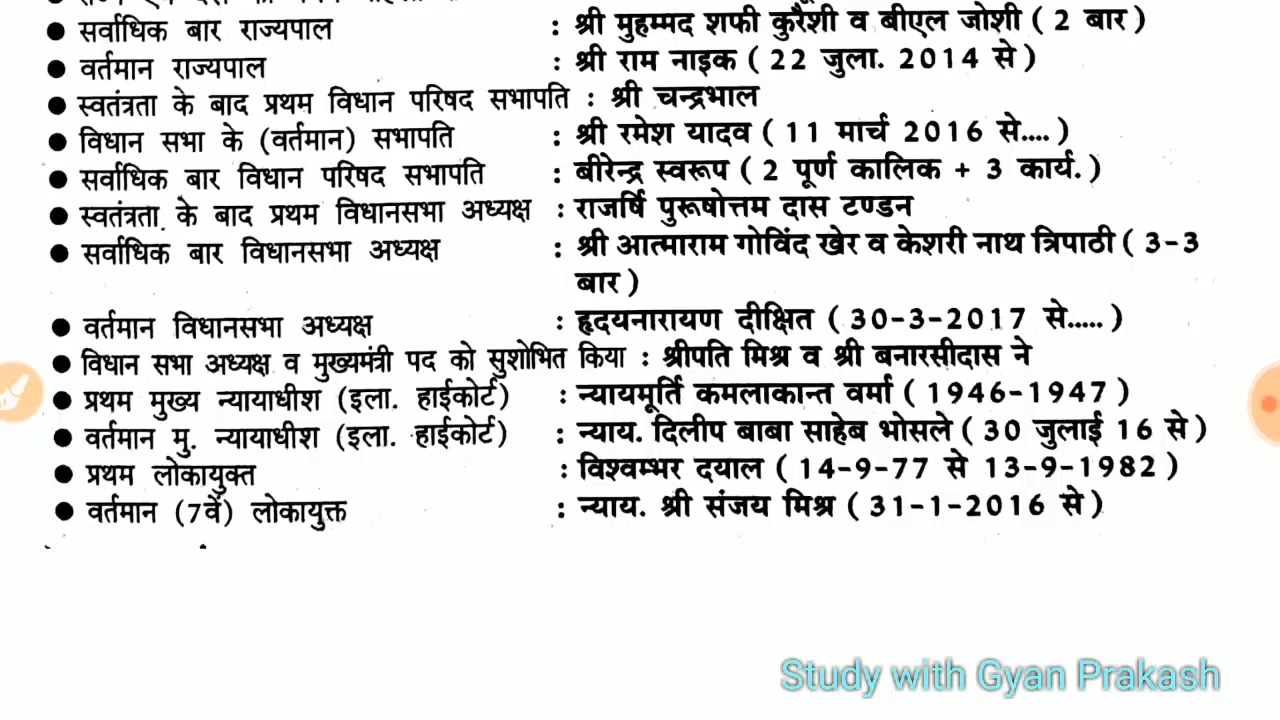 ● सर्वाधिक बार राज्यपाल : श्री मुहम्मद शफी कुरैशी व बीएल जोशी ( 2 बार )
● वर्तमान राज्यपाल : श्री राम नाइक ( 22 जुला. 2014 से )
● स्वतंत्रता के बाद प्रथम विधान परिषद सभापति : श्री चन्द्रभाल
● विधान सभा के (वर्तमान) सभापति : श्री रमेश यादव ( 11 मार्च 2016 से.... )
● सर्वाधिक बार विधान परिषद सभापति : बीरेन्द्र स्वरूप ( 2 पूर्ण कालिक + 3 कार्य. )
● स्वतंत्रता के बाद प्रथम विधानसभा अध्यक्ष : राजर्षि पुरूषोत्तम दास टण्डन
● सर्वाधिक बार विधानसभा अध्यक्ष : श्री आत्माराम गोविंद खेर व केशरी नाथ त्रिपाठी ( 3-3
बार )
● वर्तमान विधानसभा अध्यक्ष : हृदयनारायण दीक्षित ( 30-3-2017 से..... )
● विधान सभा अध्यक्ष व मुख्यमंत्री पद को सुशोभित किया : श्रीपति मिश्र व श्री बनारसीदास ने
● प्रथम मुख्य न्यायाधीश (इला. हाईकोर्ट) : न्यायमूर्ति कमलाकान्त वर्मा ( 1946-1947 )
● वर्तमान मु. न्यायाधीश (इला. हाईकोर्ट) : न्याय. दिलीप बाबा साहेब भोसले ( 30 जुलाई 16 से )
● प्रथम लोकायुक्त : विश्वम्भर दयाल ( 14-9-77 से 13-9-1982 )
● वर्तमान (7वें) लोकायुक्त : न्याय. श्री संजय मिश्र ( 31-1-2016 से )
Study with Gyan Prakash